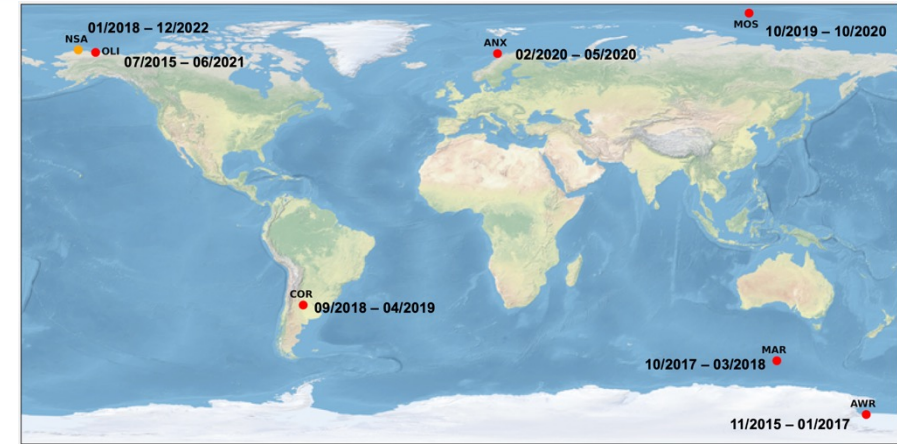 01/2018 – 12/2022
NSA
OLI
07/2015 – 06/2021
ANX
02/2020 – 05/2020
MOS
10/2019 – 10/2020
COR
09/2018 – 04/2019
MAR
10/2017 – 03/2018
AWR
11/2015 – 01/2017